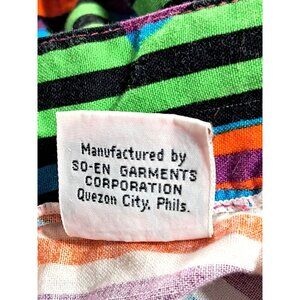 Manufactured by
SO-EN GARMENTS
CORPORATION
Quezon City, Phils.